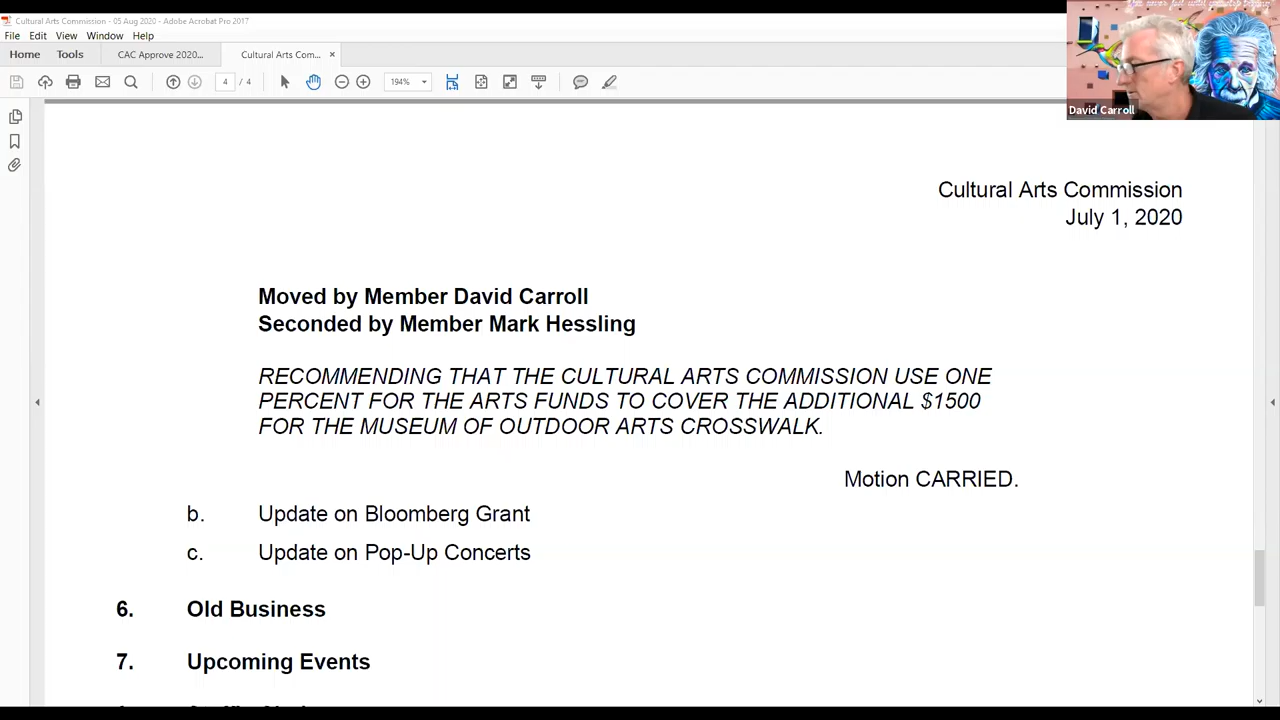 Cultural Arts Commission - 05 Aug 2020 - Adobe Acrobat Pro 2017
File Edit View Window Help
Home Tools CAC Approve 2020... Cultural Arts Com... ×
4 / 4 194%
David Carroll
Cultural Arts Commission
July 1, 2020
Moved by Member David Carroll
Seconded by Member Mark Hessling
RECOMMENDING THAT THE CULTURAL ARTS COMMISSION USE ONE
PERCENT FOR THE ARTS FUNDS TO COVER THE ADDITIONAL $1500
FOR THE MUSEUM OF OUTDOOR ARTS CROSSWALK.
Motion CARRIED.
b. Update on Bloomberg Grant
c. Update on Pop-Up Concerts
6. Old Business
7. Upcoming Events